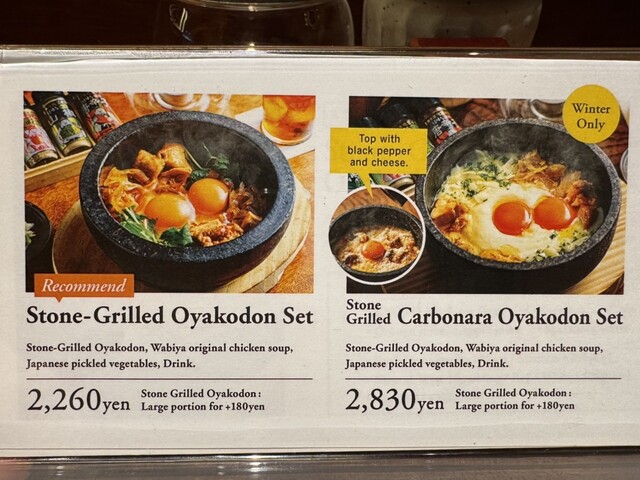 Winter
Only
Top with
black pepper
and cheese.
Recommend
Stone-Grilled Oyakodon Set
Stone-Grilled Oyakodon, Wabiya original chicken soup,
Japanese pickled vegetables, Drink.
2,260yen
Stone Grilled Oyakodon:
Large portion for +180yen
Stone
Grilled Carbonara Oyakodon Set
Stone-Grilled Oyakodon, Wabiya original chicken soup,
Japanese pickled vegetables, Drink.
2,830yen
Stone Grilled Oyakodon:
Large portion for +180yen